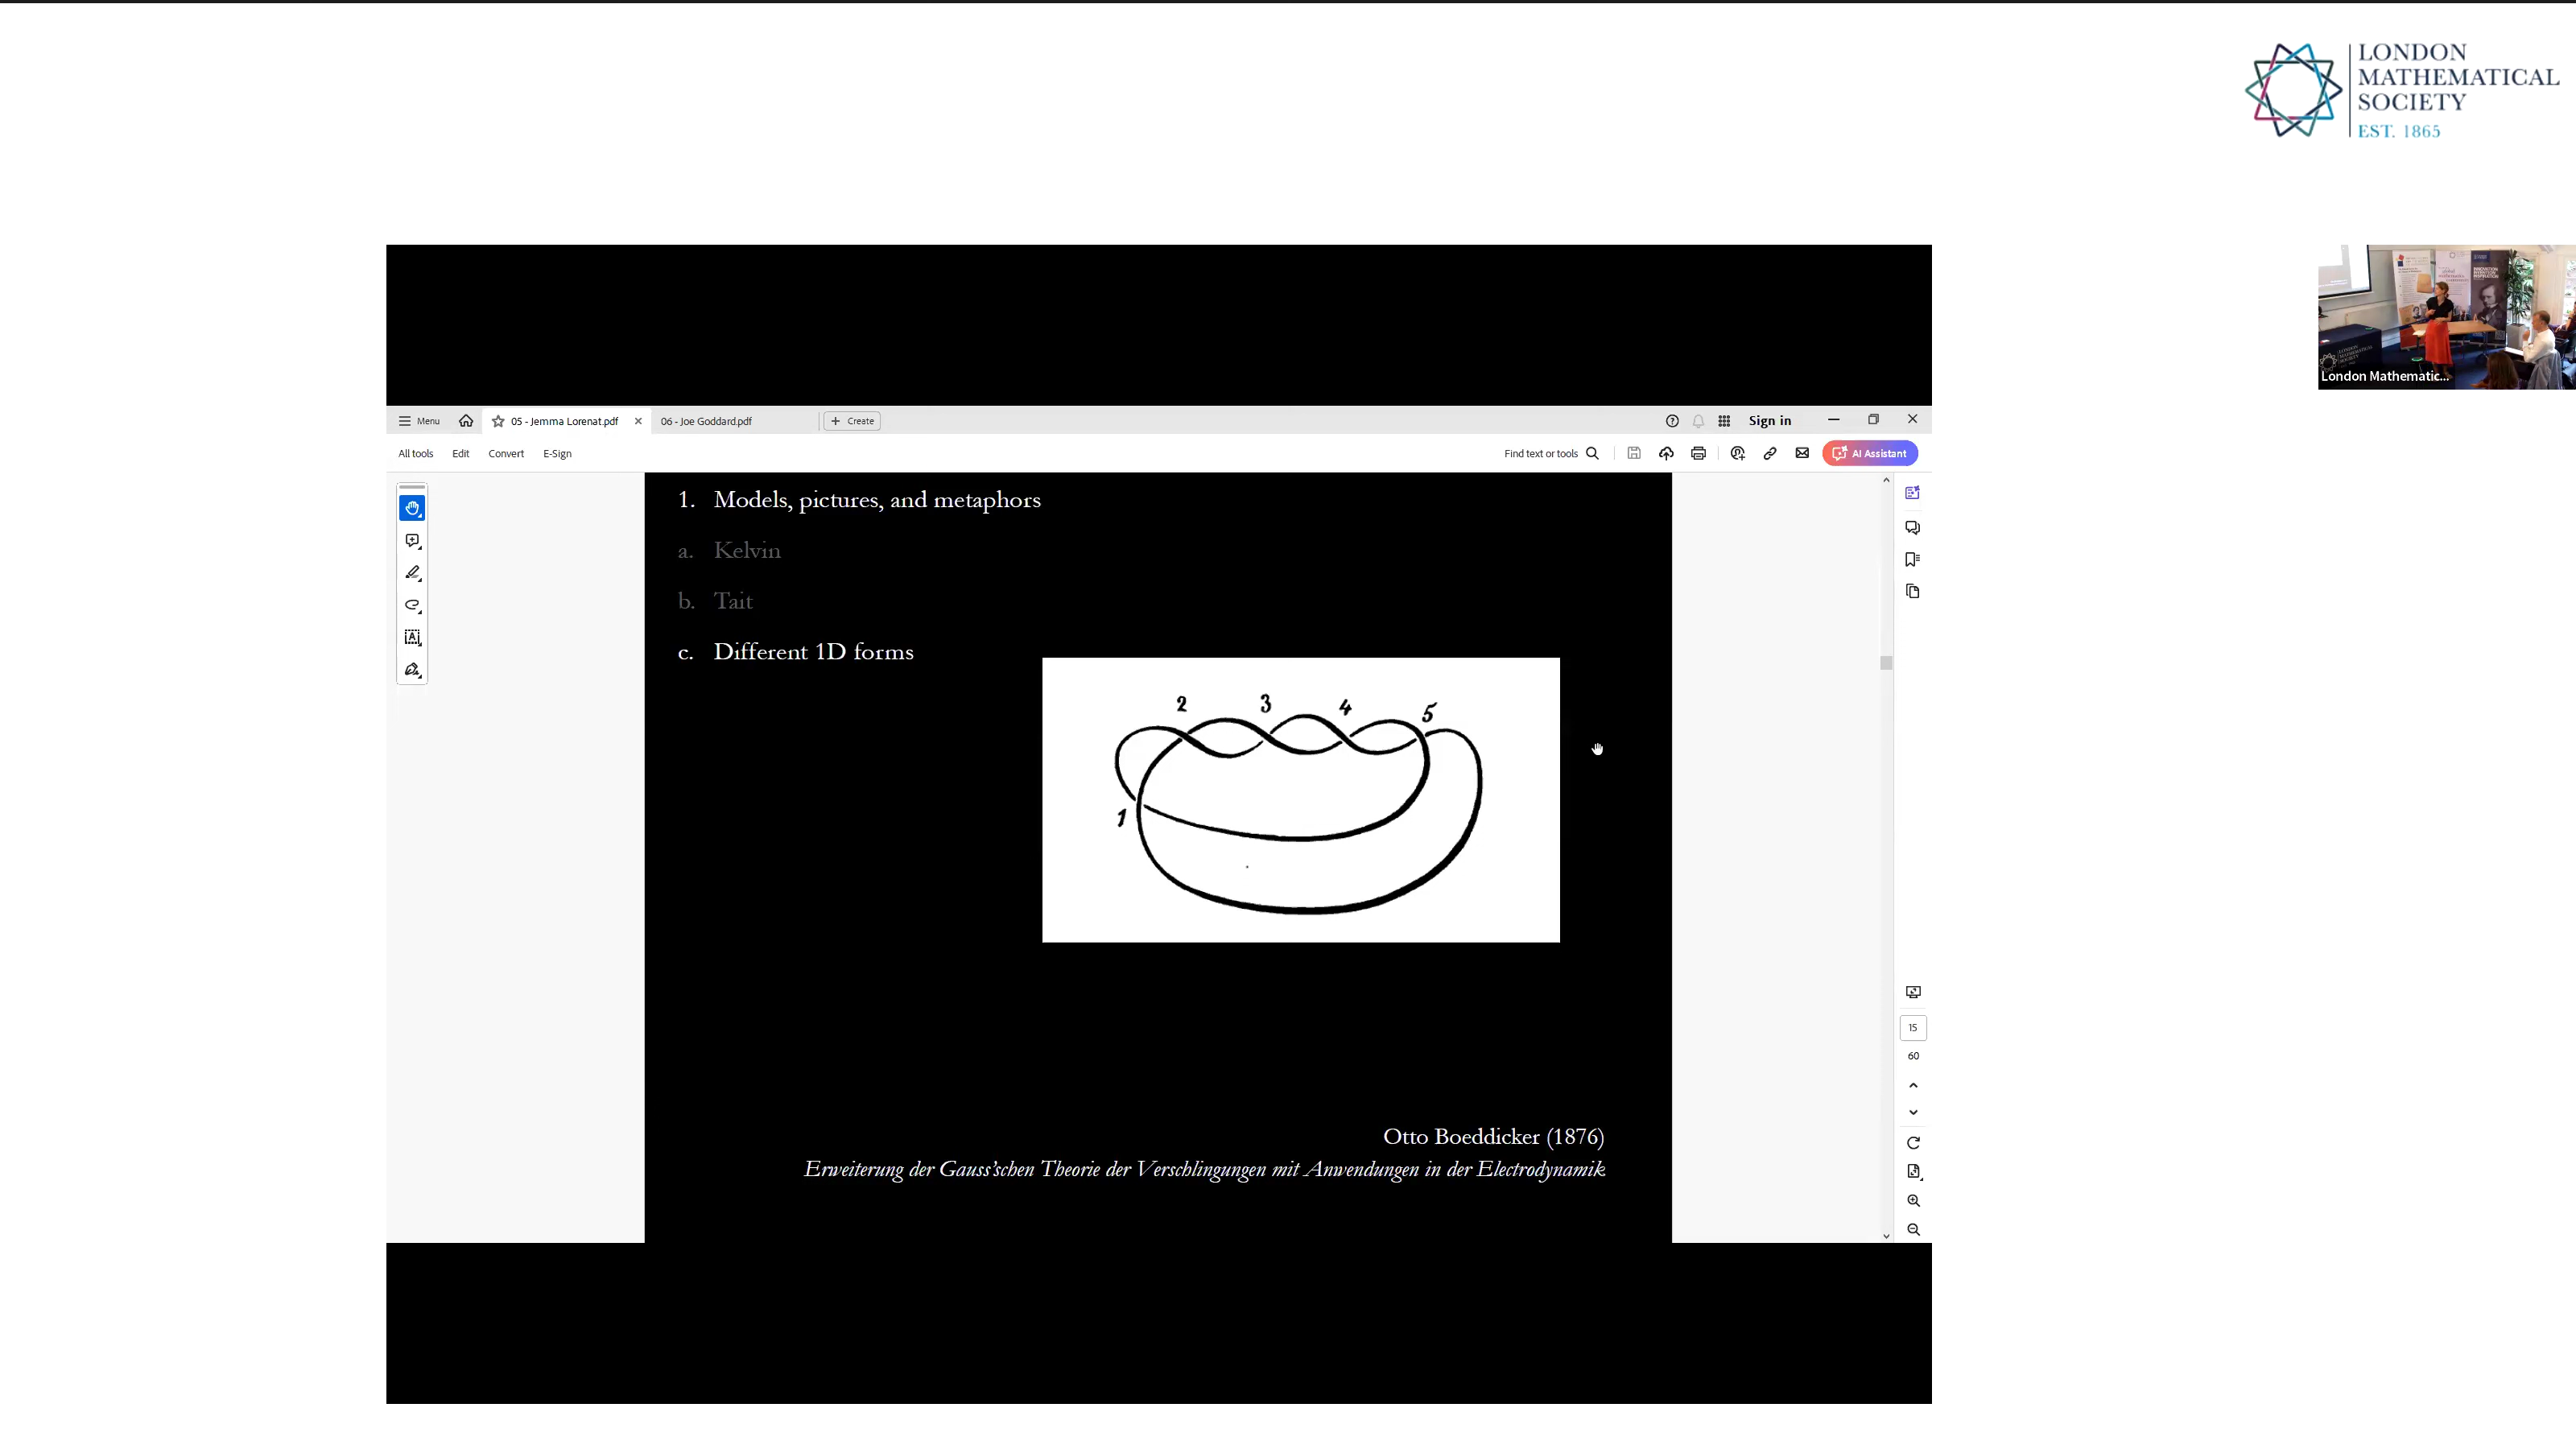 LONDON
MATHEMATICAL
SOCIETY
EST. 1865
London Mathematic...
Menu
05 - Jemma Lorenat.pdf
06 - Joe Goddard.pdf
Create
Sign in
All tools
Edit
Convert
E-Sign
Find text or tools
AI Assistant
1. Models, pictures, and metaphors
a. Kelvin
b. Tait
c. Different 1D forms
2 3 4 5
1
15
60
Otto Boeddicker (1876)
Erweiterung der Gauss'schen Theorie der Verschlingungen mit Anwendungen in der Electrodynamik